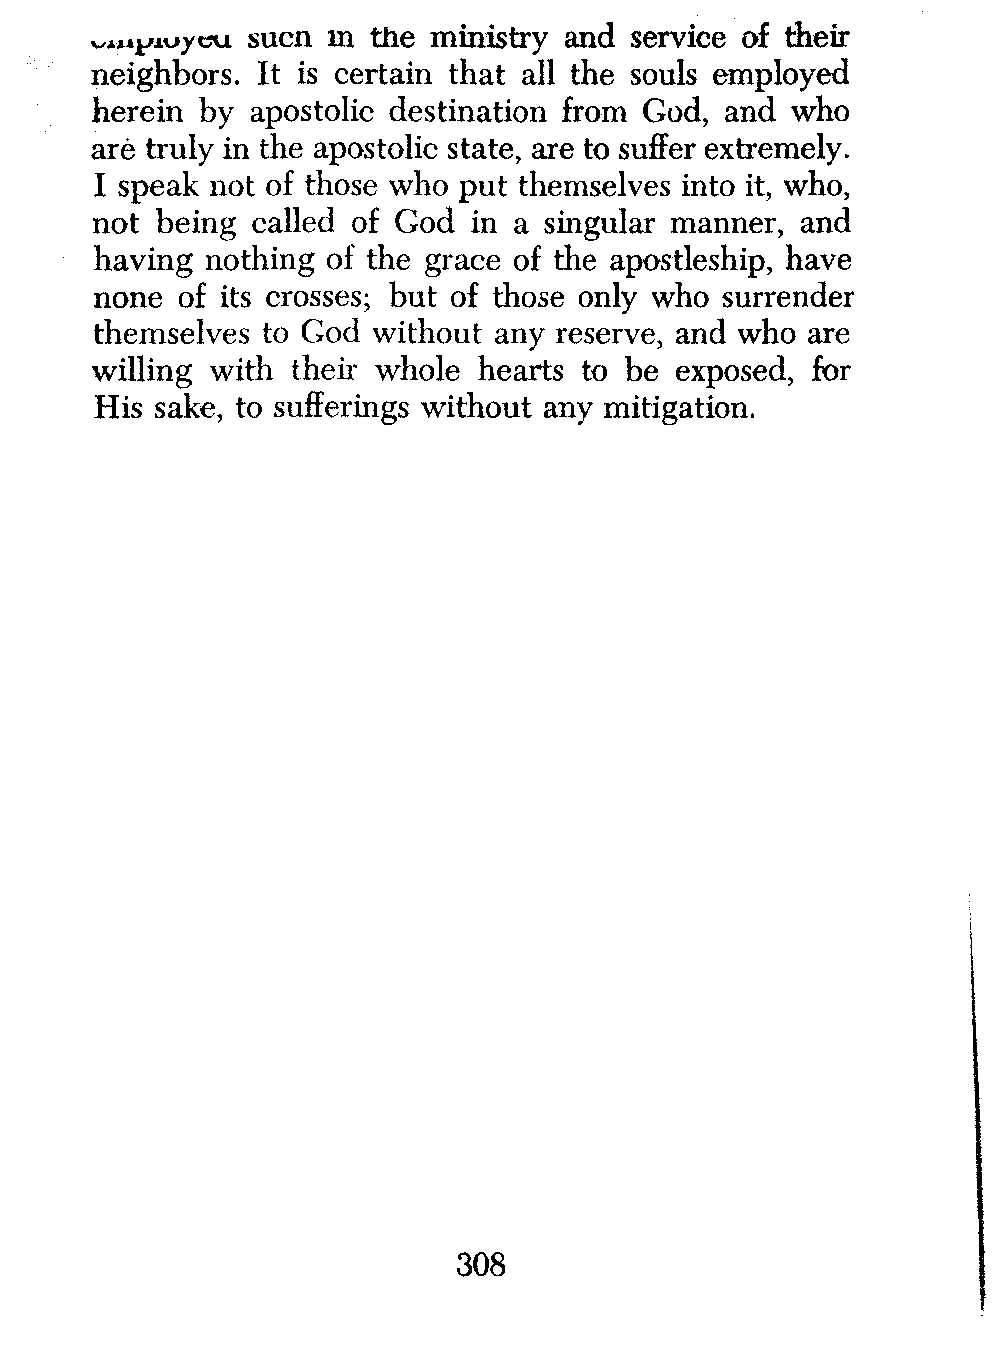 employed such in the ministry and service of their
neighbors. It is certain that all the souls employed
herein by apostolic destination from God, and who
are truly in the apostolic state, are to suffer extremely.
I speak not of those who put themselves into it, who,
not being called of God in a singular manner, and
having nothing of the grace of the apostleship, have
none of its crosses; but of those only who surrender
themselves to God without any reserve, and who are
willing with their whole hearts to be exposed, for
His sake, to sufferings without any mitigation.
308